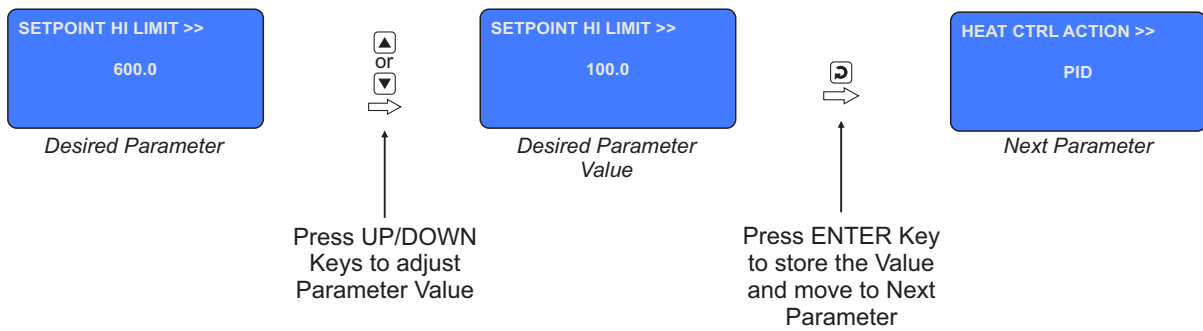 SETPOINT HI LIMIT >>
600.0
Desired Parameter
or
Press UP/DOWN
Keys to adjust
Parameter Value
SETPOINT HI LIMIT >>
100.0
Desired Parameter
Value
Press ENTER Key
to store the Value
and move to Next
Parameter
HEAT CTRL ACTION >>
PID
Next Parameter